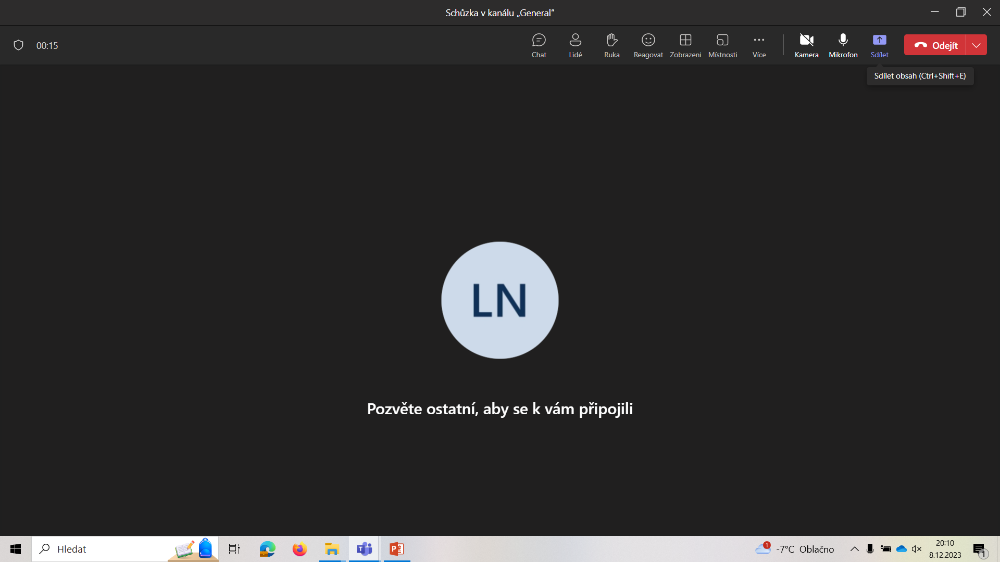 Schůzka v kanálu „General“
00:15
Chat
Lidé
Ruka
Reagovat
Zobrazení
Místnosti
Více
Kamera
Mikrofon
Sdílet
Odejít
Sdílet obsah (Ctrl+Shift+E)
LN
Pozvěte ostatní, aby se k vám připojili
Hledat
1
-7°C Oblačno
20:10
8.12.2023
1